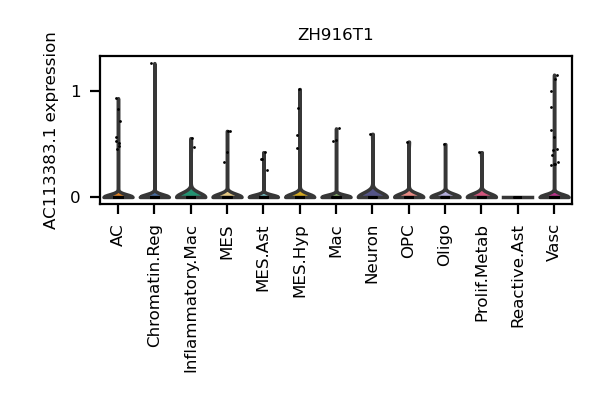 ZH916T1
AC113383.1 expression
1
0
AC
Chromatin.Reg
Inflammatory.Mac
MES
MES.Ast
MES.Hyp
Mac
Neuron
OPC
Oligo
Prolif.Metab
Reactive.Ast
Vasc